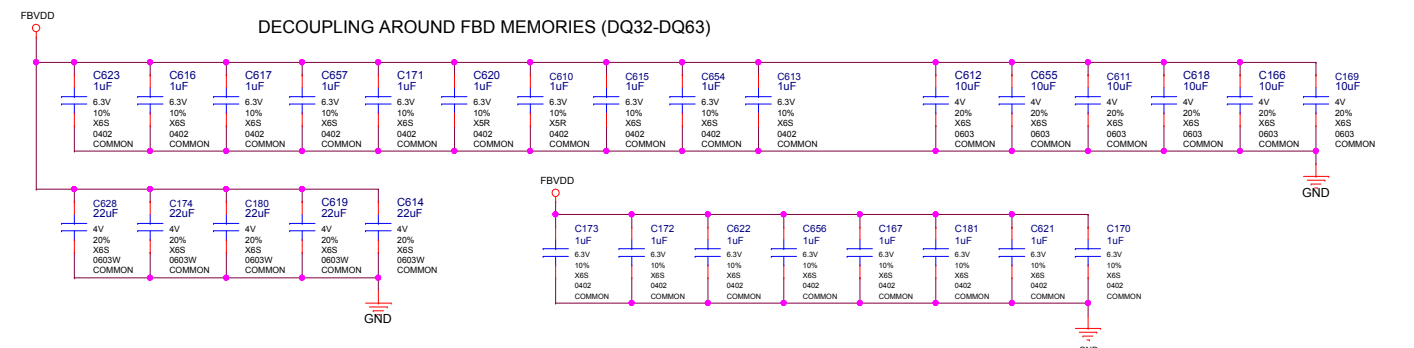 FBVDD
DECOUPLING AROUND FBD MEMORIES (DQ32-DQ63)
C623
1uF
6.3V
10%
X6S
0402
COMMON
C616
1uF
6.3V
10%
X6S
0402
COMMON
C617
1uF
6.3V
10%
X6S
0402
COMMON
C657
1uF
6.3V
10%
X6S
0402
COMMON
C171
1uF
6.3V
10%
X6S
0402
COMMON
C620
1uF
6.3V
10%
X5R
0402
COMMON
C610
1uF
6.3V
10%
X5R
0402
COMMON
C615
1uF
6.3V
10%
X6S
0402
COMMON
C654
1uF
6.3V
10%
X6S
0402
COMMON
C613
1uF
6.3V
10%
X6S
0402
COMMON
C612
10uF
4V
20%
X6S
0603
COMMON
C655
10uF
4V
20%
X6S
0603
COMMON
C611
10uF
4V
20%
X6S
0603
COMMON
C618
10uF
4V
20%
X6S
0603
COMMON
C166
10uF
4V
20%
X6S
0603
COMMON
C169
10uF
4V
20%
X6S
0603
COMMON
GND
C628
22uF
4V
20%
X6S
0603W
COMMON
C174
22uF
4V
20%
X6S
0603W
COMMON
C180
22uF
4V
20%
X6S
0603W
COMMON
C619
22uF
4V
20%
X6S
0603W
COMMON
C614
22uF
4V
20%
X6S
0603W
COMMON
GND
FBVDD
C173
1uF
6.3V
10%
X6S
0402
COMMON
C172
1uF
6.3V
10%
X6S
0402
COMMON
C622
1uF
6.3V
10%
X6S
0402
COMMON
C656
1uF
6.3V
10%
X6S
0402
COMMON
C167
1uF
6.3V
10%
X6S
0402
COMMON
C181
1uF
6.3V
10%
X6S
0402
COMMON
C621
1uF
6.3V
10%
X6S
0402
COMMON
C170
1uF
6.3V
10%
X6S
0402
COMMON